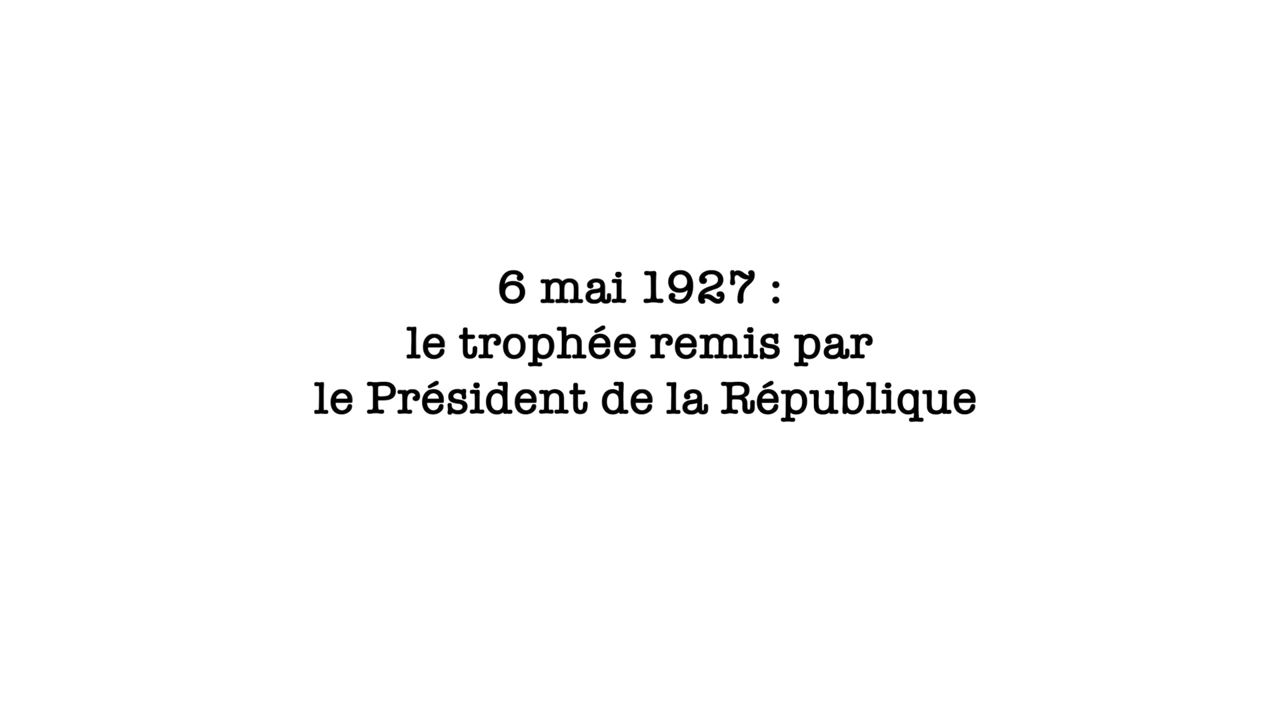 6 mai 1927 :
le trophée remis par
le Président de la République